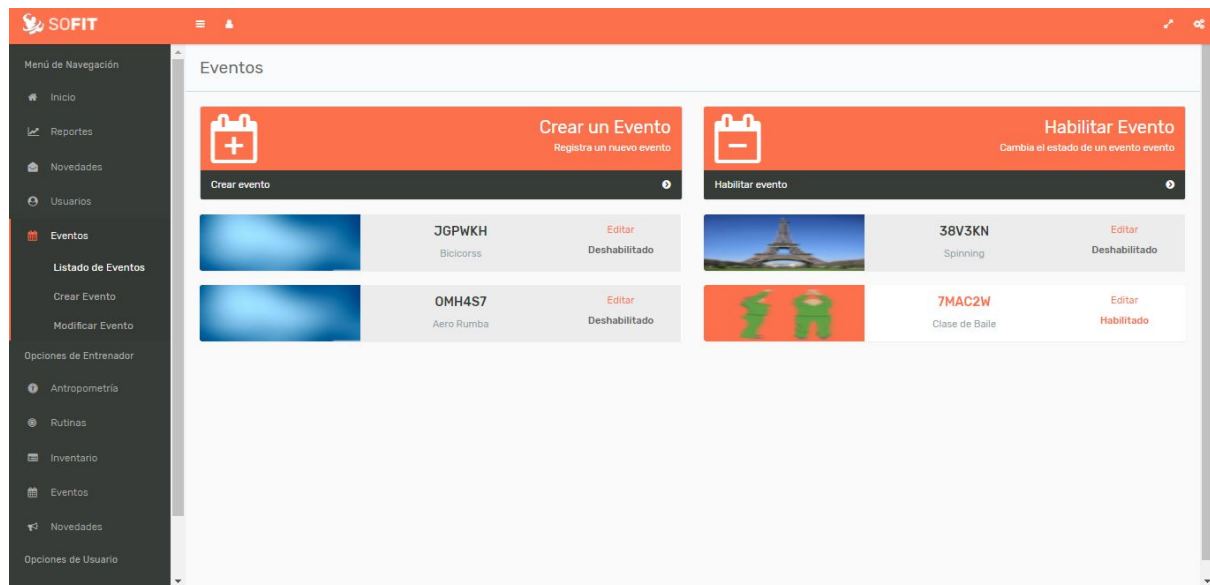 SOFIT
Menú de Navegación
Inicio
Reportes
Novedades
Usuarios
Eventos
Listado de Eventos
Crear Evento
Modificar Evento
Opciones de Entrenador
Antropometría
Rutinas
Inventario
Eventos
Novedades
Opciones de Usuario
Eventos
Crear un Evento
Registra un nuevo evento
Crear evento
Habilitar Evento
Cambia el estado de un evento evento
Habilitar evento
JGPWKH
Bicicorss
Editar
Deshabilitado
38V3KN
Spinning
Editar
Deshabilitado
OMH4S7
Aero Rumba
Editar
Deshabilitado
7MAC2W
Clase de Baile
Editar
Habilitado